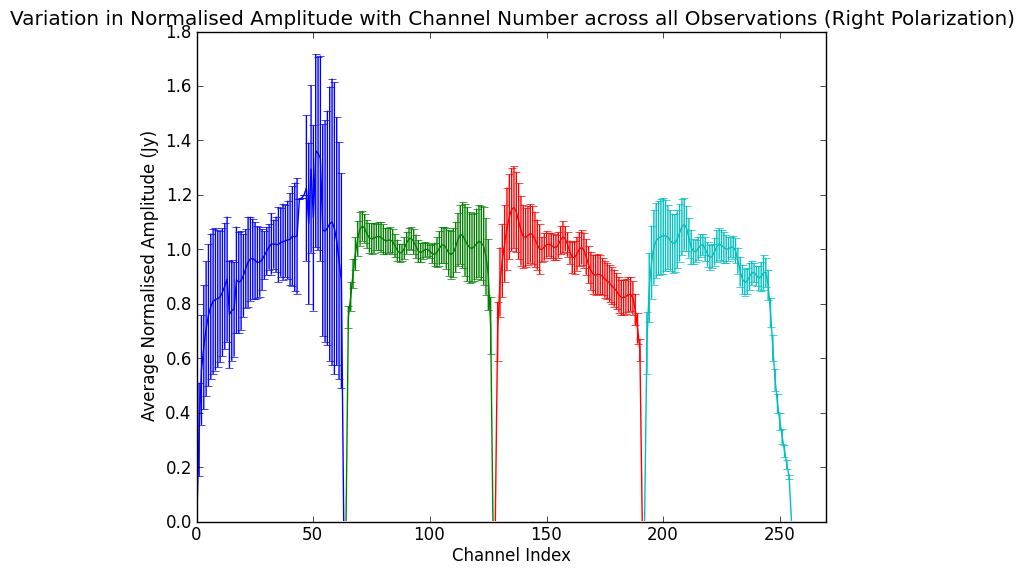 Variation in Normalised Amplitude with Channel Number across all Observations (Right Polarization)
1.8
1.6
1.4
1.2
1.0
0.8
0.6
0.4
0.2
0.0
Average Normalised Amplitude (Jy)
0 50 100 150 200 250
Channel Index